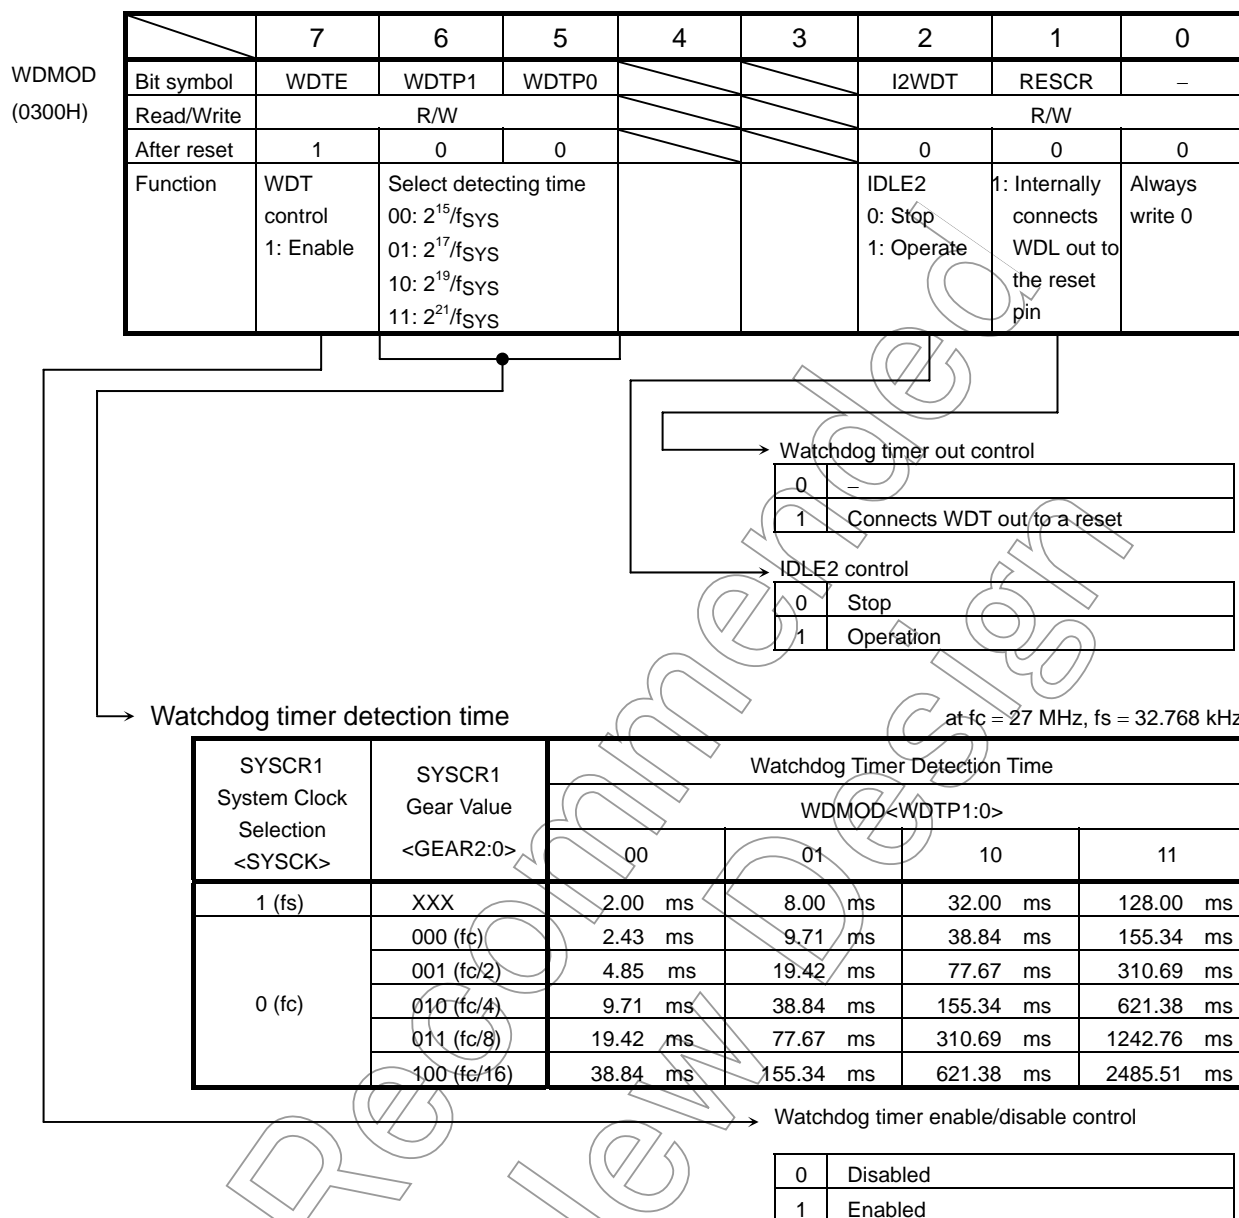 7 6 5 4 3 2 1 0
WDMOD
(0300H)
Bit symbol WDTE WDTP1 WDTP0 I2WDT RESCR –
Read/Write R/W R/W
After reset 1 0 0 0 0 0
Function
WDT
control
1: Enable
Select detecting time
00: 2^15/fSYS
01: 2^17/fSYS
10: 2^19/fSYS
11: 2^21/fSYS
IDLE2
0: Stop
1: Operate
1: Internally
connects
WDL out to
the reset
pin
Always
write 0
Watchdog timer out control
0 –
1 Connects WDT out to a reset
IDLE2 control
0 Stop
1 Operation
Watchdog timer detection time
at fc = 27 MHz, fs = 32.768 kHz
SYSCR1
System Clock
Selection
<SYSCK>
SYSCR1
Gear Value
<GEAR2:0>
Watchdog Timer Detection Time
WDMOD<WDTP1:0>
00 01 10 11
1 (fs) XXX 2.00 ms 8.00 ms 32.00 ms 128.00 ms
0 (fc)
000 (fc) 2.43 ms 9.71 ms 38.84 ms 155.34 ms
001 (fc/2) 4.85 ms 19.42 ms 77.67 ms 310.69 ms
010 (fc/4) 9.71 ms 38.84 ms 155.34 ms 621.38 ms
011 (fc/8) 19.42 ms 77.67 ms 310.69 ms 1242.76 ms
100 (fc/16) 38.84 ms 155.34 ms 621.38 ms 2485.51 ms
Watchdog timer enable/disable control
0 Disabled
1 Enabled
Recommended
New Design